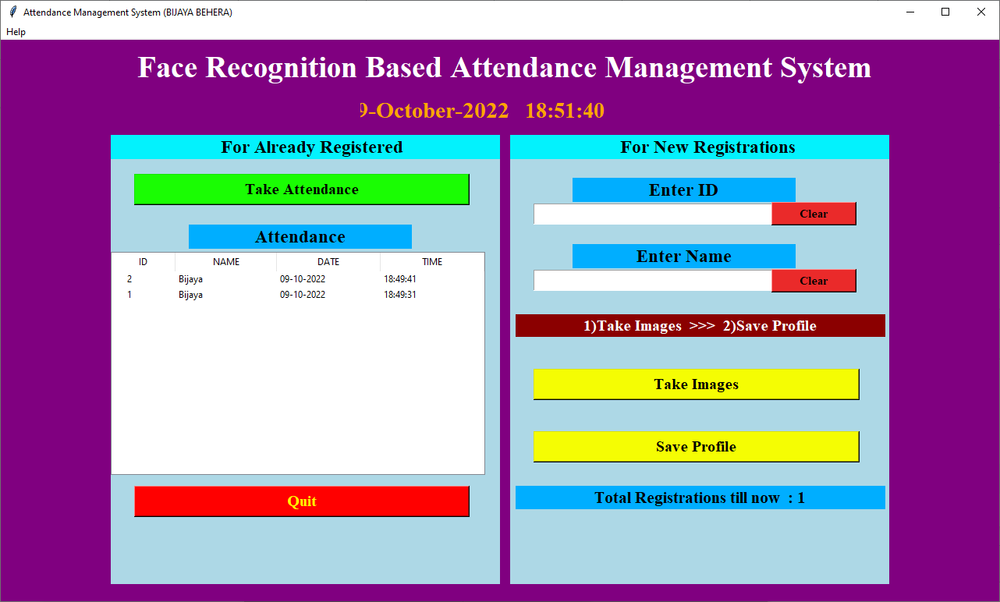 Attendance Management System (BIJAYA BEHERA)
Help
Face Recognition Based Attendance Management System
9-October-2022 18:51:40
For Already Registered
Take Attendance
Attendance
ID NAME DATE TIME
2 Bijaya 09-10-2022 18:49:41
1 Bijaya 09-10-2022 18:49:31
Quit
For New Registrations
Enter ID
Clear
Enter Name
Clear
1)Take Images >>> 2)Save Profile
Take Images
Save Profile
Total Registrations till now : 1